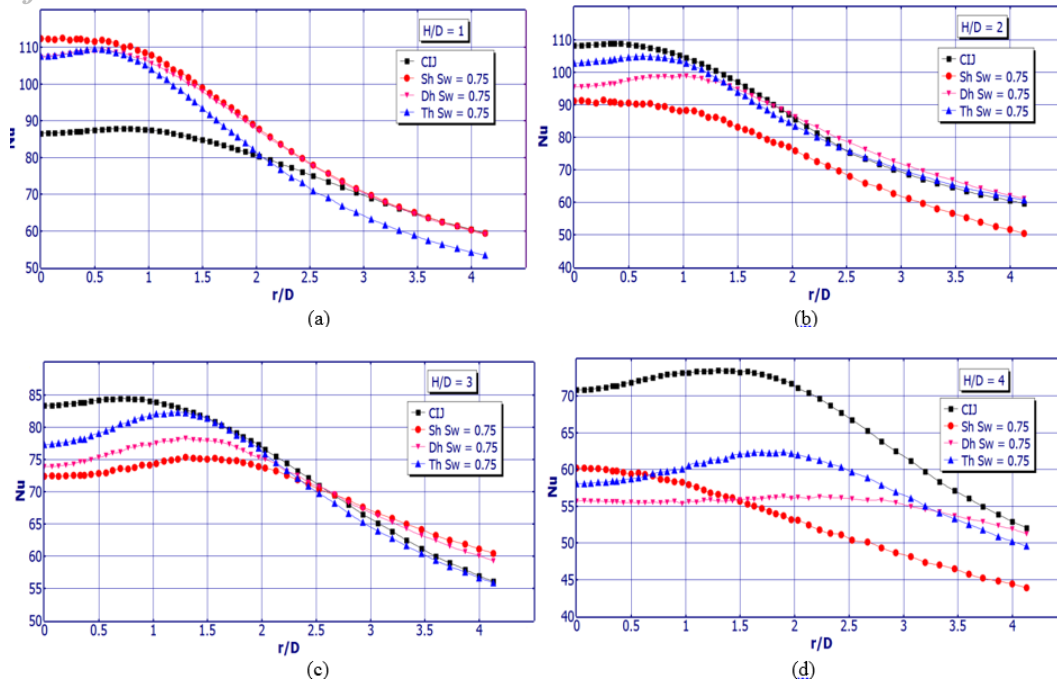 H/D = 1
CIJ
Sh Sw = 0.75
Dh Sw = 0.75
Th Sw = 0.75
110
100
90
80
70
60
50
Nu
0 0.5 1 1.5 2 2.5 3 3.5 4
r/D
(a)
H/D = 2
CIJ
Sh Sw = 0.75
Dh Sw = 0.75
Th Sw = 0.75
110
100
90
80
70
60
50
40
Nu
0 0.5 1 1.5 2 2.5 3 3.5 4
r/D
(b)
H/D = 3
CIJ
Sh Sw = 0.75
Dh Sw = 0.75
Th Sw = 0.75
85
80
75
70
65
60
55
50
Nu
0 0.5 1 1.5 2 2.5 3 3.5 4
r/D
(c)
H/D = 4
CIJ
Sh Sw = 0.75
Dh Sw = 0.75
Th Sw = 0.75
70
65
60
55
50
45
40
Nu
0 0.5 1 1.5 2 2.5 3 3.5 4
r/D
(d)